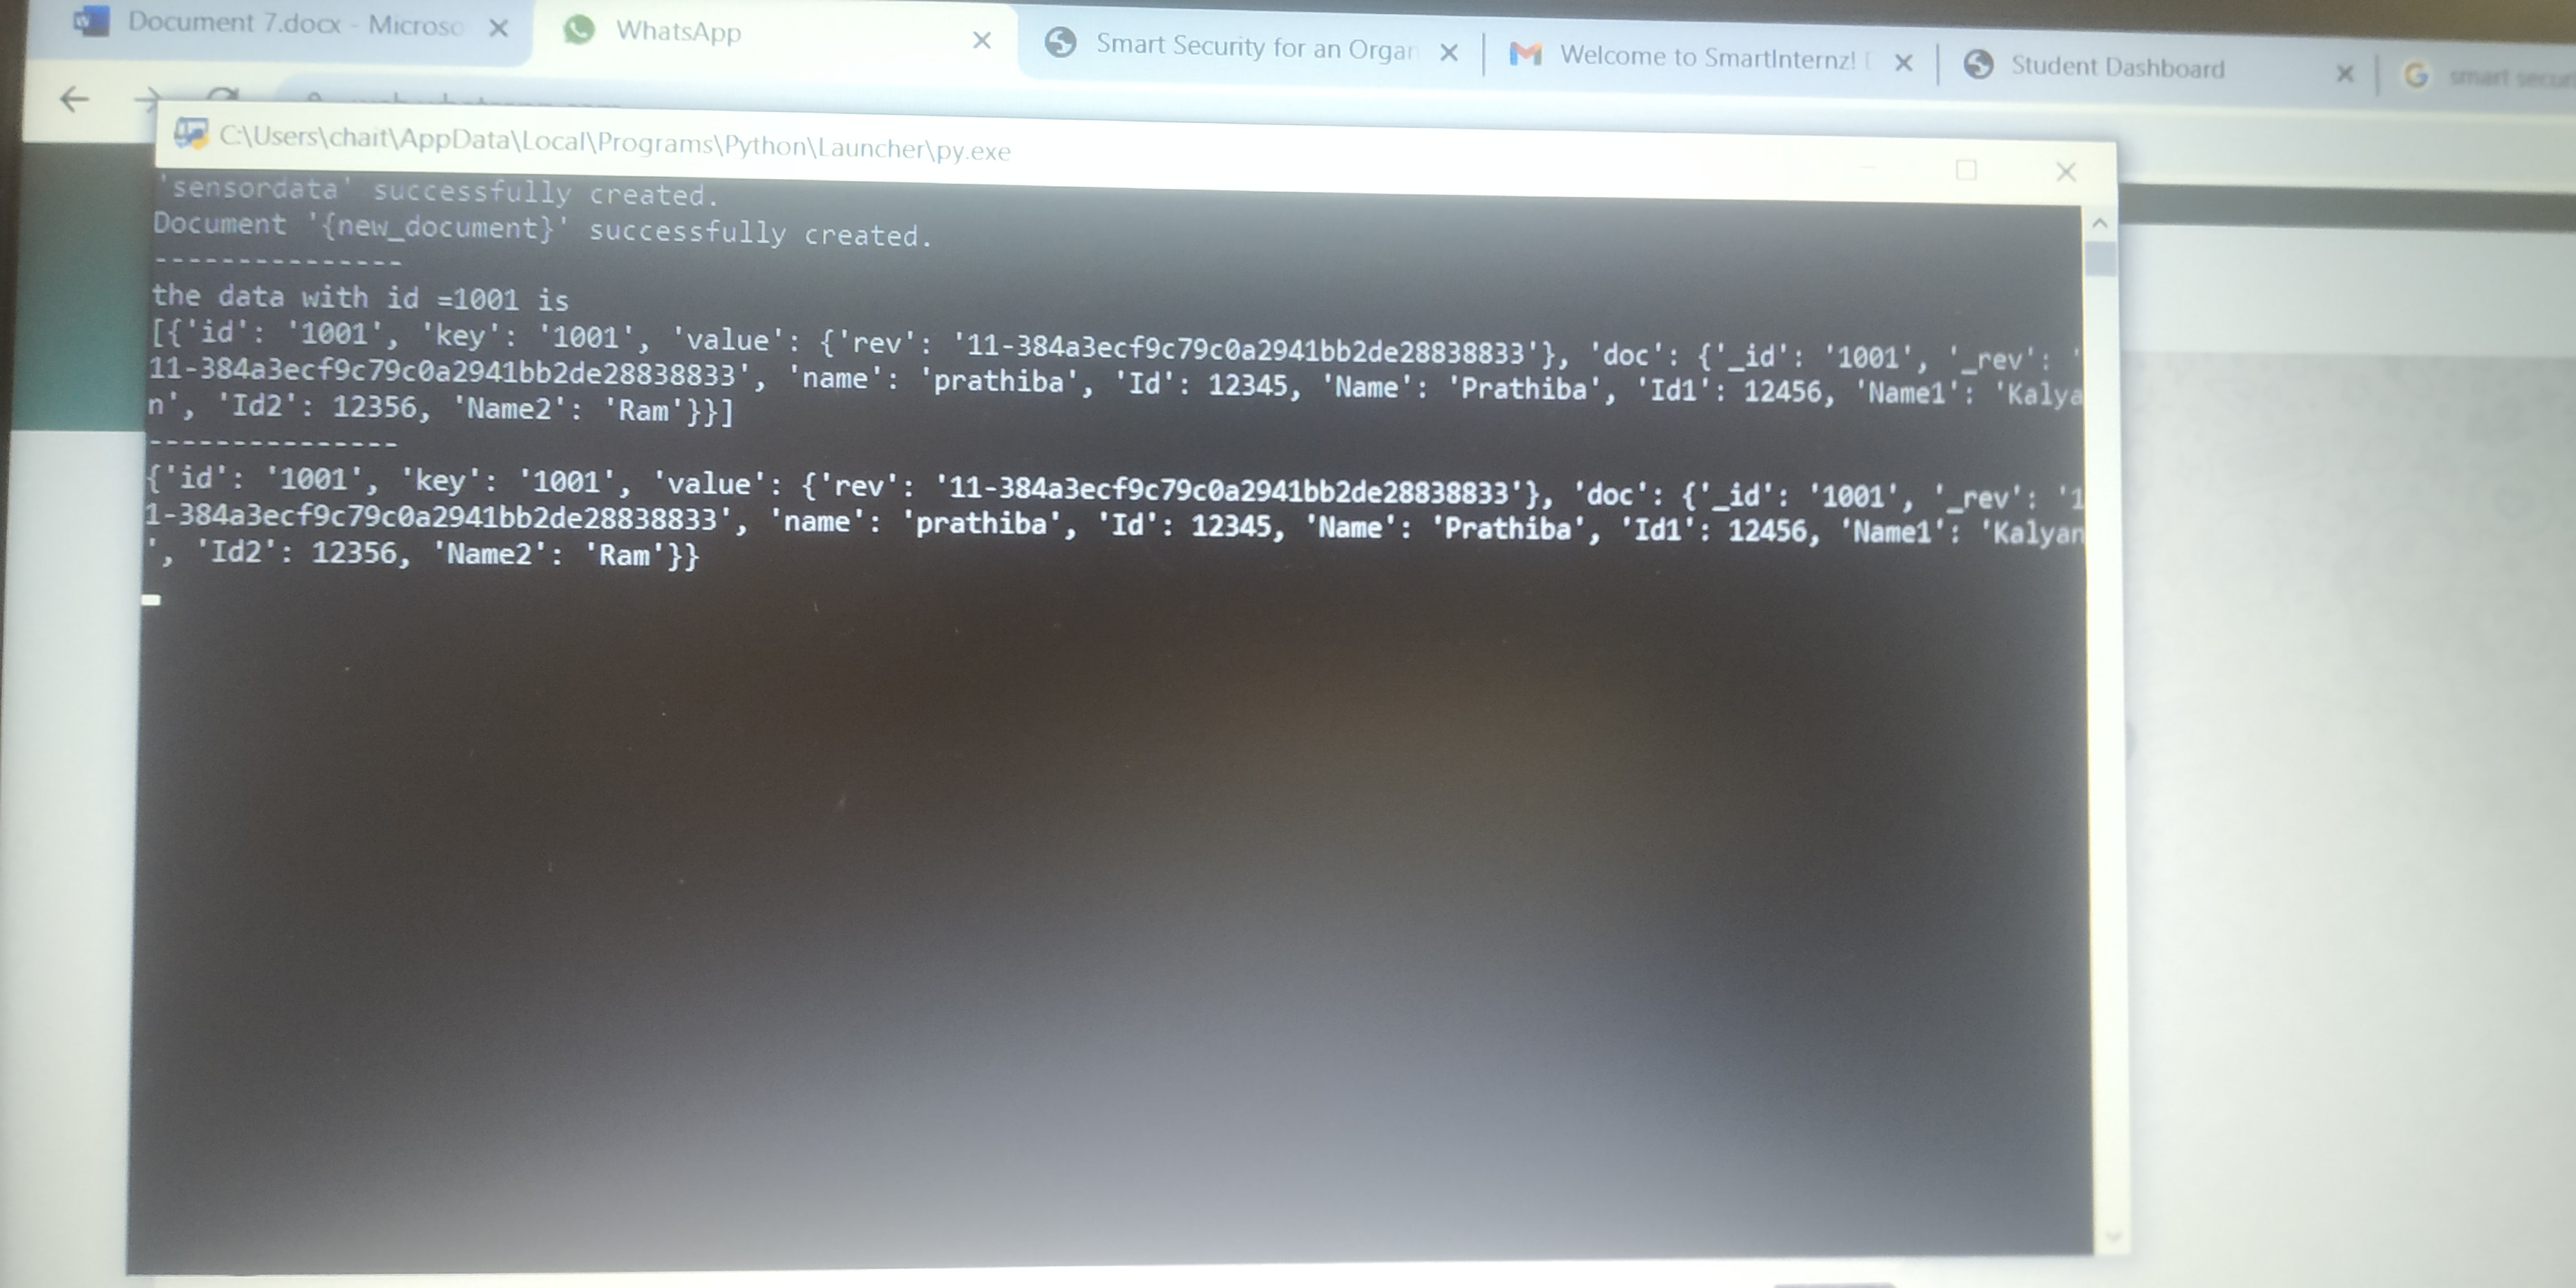 Document 7.docx - Microso
WhatsApp
Smart Security for an Organ
Welcome to SmartInternz!
Student Dashboard
smart secur
C:\Users\chait\AppData\Local\Programs\Python\Launcher\py.exe
'sensordata' successfully created.
Document '{new_document}' successfully created.
---------------
the data with id =1001 is
[{'id': '1001', 'key': '1001', 'value': {'rev': '11-384a3ecf9c79c0a2941bb2de28838833'}, 'doc': {'_id': '1001', '_rev': '
11-384a3ecf9c79c0a2941bb2de28838833', 'name': 'prathiba', 'Id': 12345, 'Name': 'Prathiba', 'Id1': 12456, 'Name1': 'Kalya
n', 'Id2': 12356, 'Name2': 'Ram'}}]
---------------
{'id': '1001', 'key': '1001', 'value': {'rev': '11-384a3ecf9c79c0a2941bb2de28838833'}, 'doc': {'_id': '1001', '_rev': '1
1-384a3ecf9c79c0a2941bb2de28838833', 'name': 'prathiba', 'Id': 12345, 'Name': 'Prathiba', 'Id1': 12456, 'Name1': 'Kalyan
', 'Id2': 12356, 'Name2': 'Ram'}}